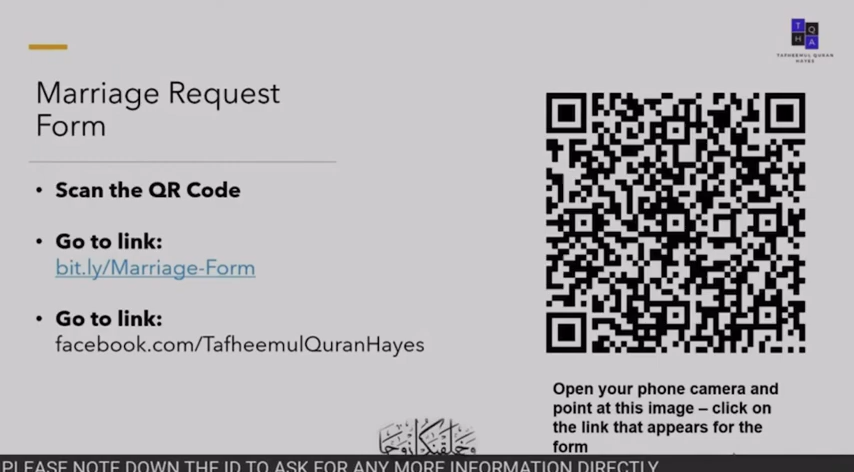 T Q
H A
TAFHEEMUL QURAN
HAYES
Marriage Request
Form
• Scan the QR Code
• Go to link:
bit.ly/Marriage-Form
• Go to link:
facebook.com/TafheemulQuranHayes
Open your phone camera and
point at this image – click on
the link that appears for the
form
وخلقنكم أزوجا
PLEASE NOTE DOWN THE ID TO ASK FOR ANY MORE INFORMATION DIRECTLY